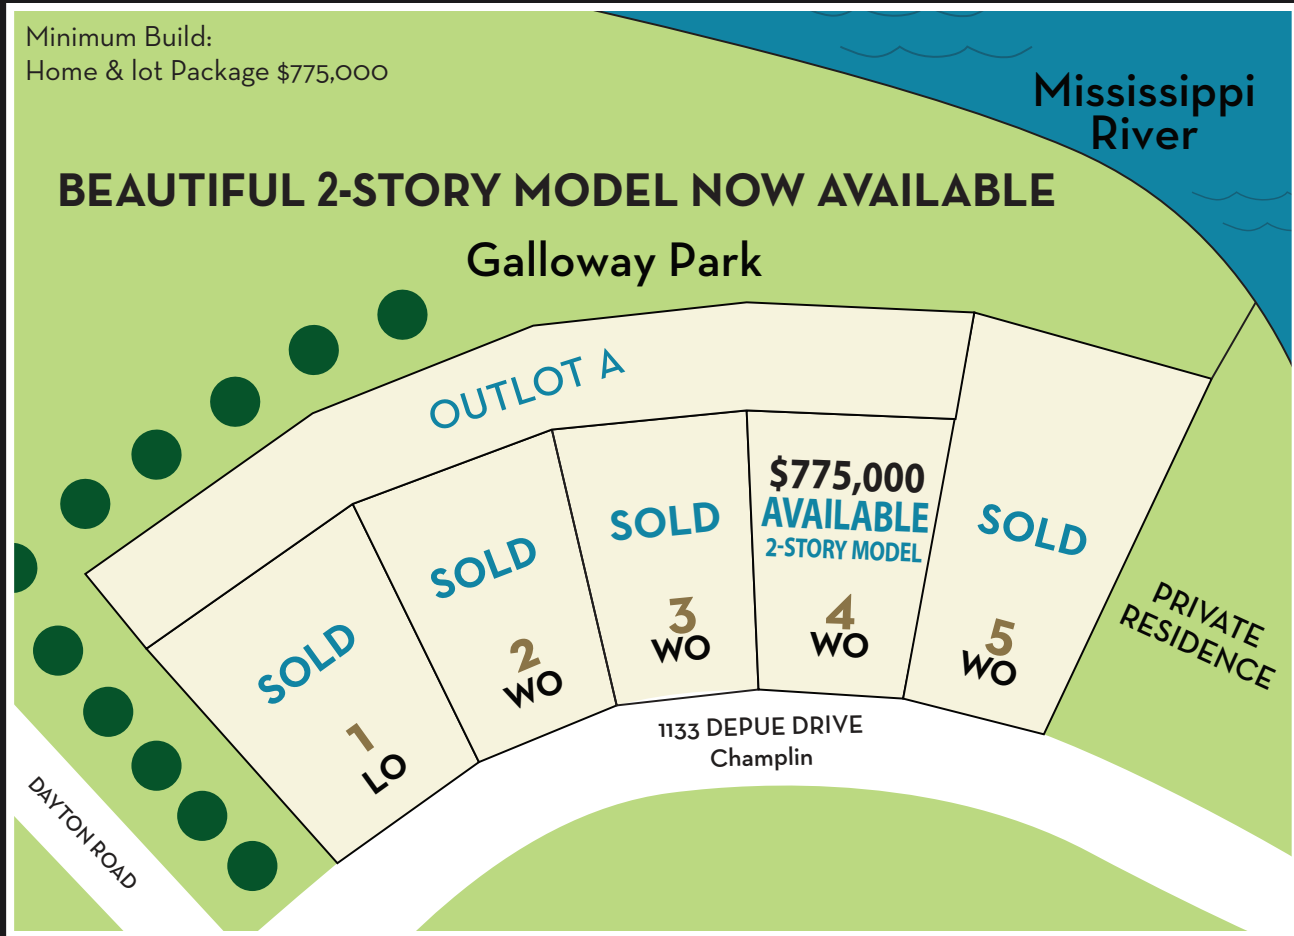 Minimum Build:
Home & lot Package $775,000
Mississippi
River
BEAUTIFUL 2-STORY MODEL NOW AVAILABLE
Galloway Park
OUTLOT A
SOLD
1
LO
SOLD
2
WO
SOLD
3
WO
$775,000
AVAILABLE
2-STORY MODEL
4
WO
SOLD
5
WO
PRIVATE
RESIDENCE
1133 DEPUE DRIVE
Champlin
DAYTON ROAD